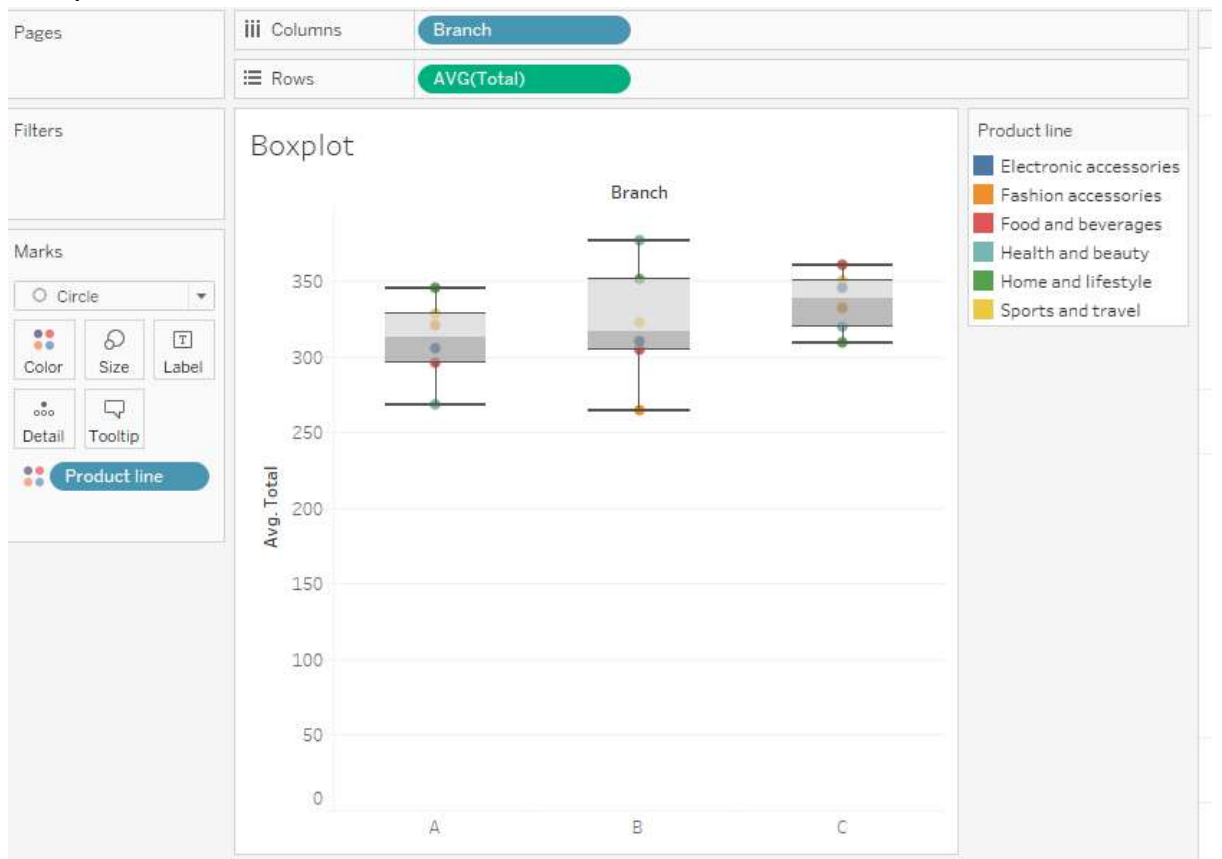 Pages
Columns
Branch
Rows
AVG(Total)
Filters
Marks
Circle
Color
Size
T
Label
Detail
Tooltip
Product line
Boxplot
Branch
Avg. Total
350
300
250
200
150
100
50
0
A
B
C
Product line
Electronic accessories
Fashion accessories
Food and beverages
Health and beauty
Home and lifestyle
Sports and travel